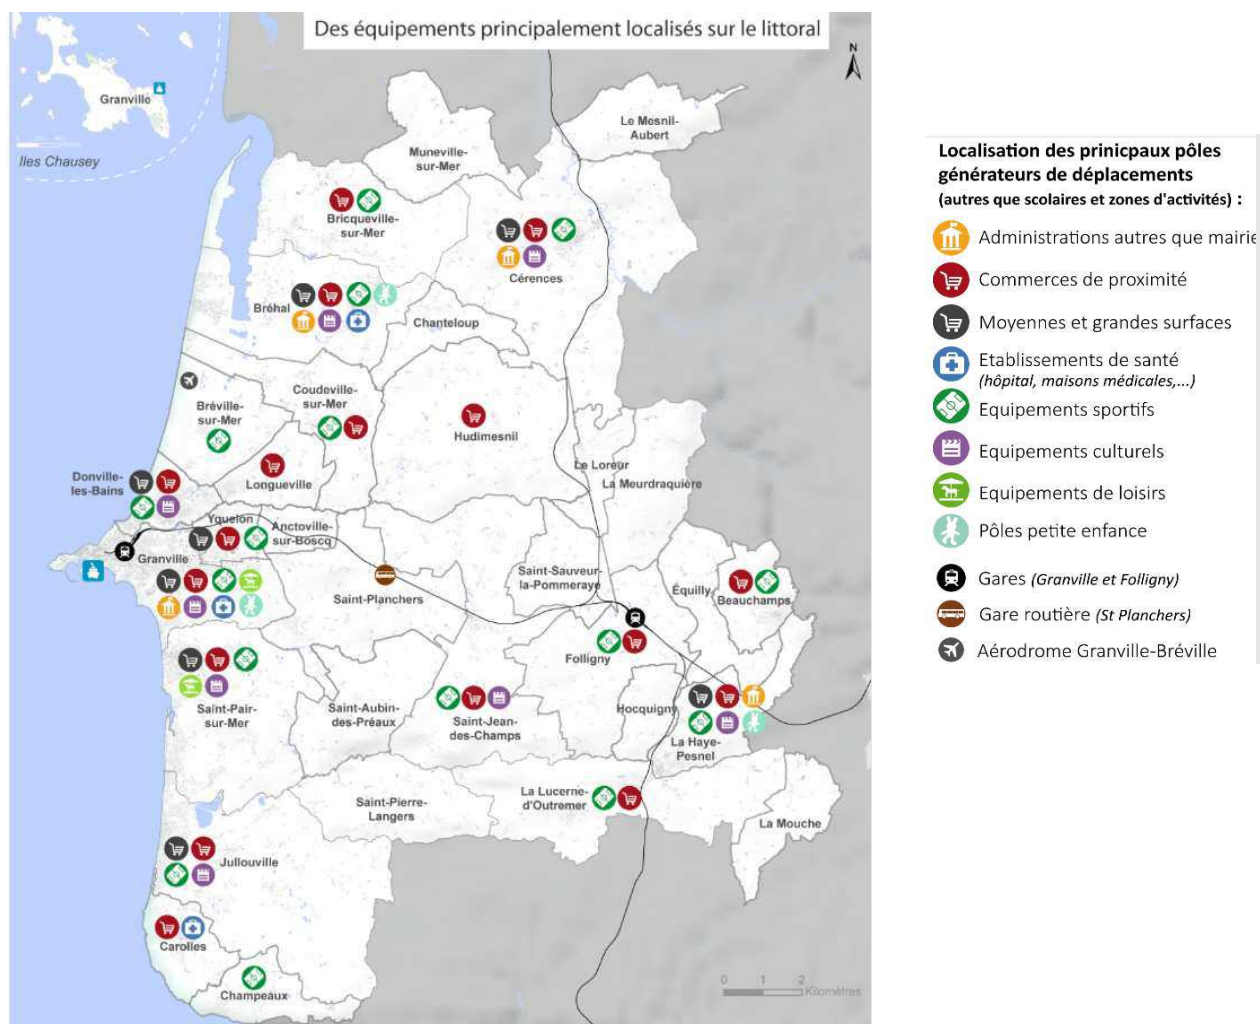 Des équipements principalement localisés sur le littoral
N
Granville
Iles Chausey
Le Mesnil-
Aubert
Muneville-
sur-Mer
Bricqueville-
sur-Mer
Cérences
Bréhal
Chanteloup
Coudeville-
sur-Mer
Bréville-
sur-Mer
Hudimesnil
Donville-
les-Bains
Longueville
Le Loreur
La Meurdraquière
Yquelon
Anctoville-
sur-Boscq
Granville
Saint-Planchers
Saint-Sauveur-
la-Pommeraye
Équilly
Beauchamps
Folligny
Saint-Pair-
sur-Mer
Saint-Aubin-
des-Préaux
Saint-Jean-
des-Champs
Hocquigny
La Haye-
Pesnel
Saint-Pierre-
Langers
La Lucerne-
d'Outremer
La Mouche
Jullouville
Carolles
Champeaux
0 1 2
Kilomètres
Localisation des prinicpaux pôles
générateurs de déplacements
(autres que scolaires et zones d'activités) :
Administrations autres que mairie
Commerces de proximité
Moyennes et grandes surfaces
Etablissements de santé
(hôpital, maisons médicales,...)
Equipements sportifs
Equipements culturels
Equipements de loisirs
Pôles petite enfance
Gares (Granville et Folligny)
Gare routière (St Planchers)
Aérodrome Granville-Bréville